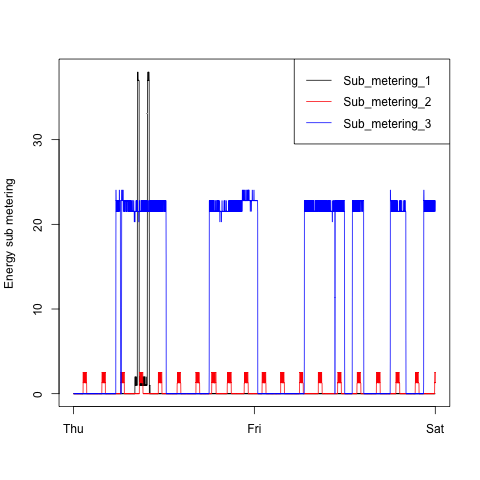 Sub_metering_1
Sub_metering_2
Sub_metering_3
Energy sub metering
30
20
10
0
Thu
Fri
Sat